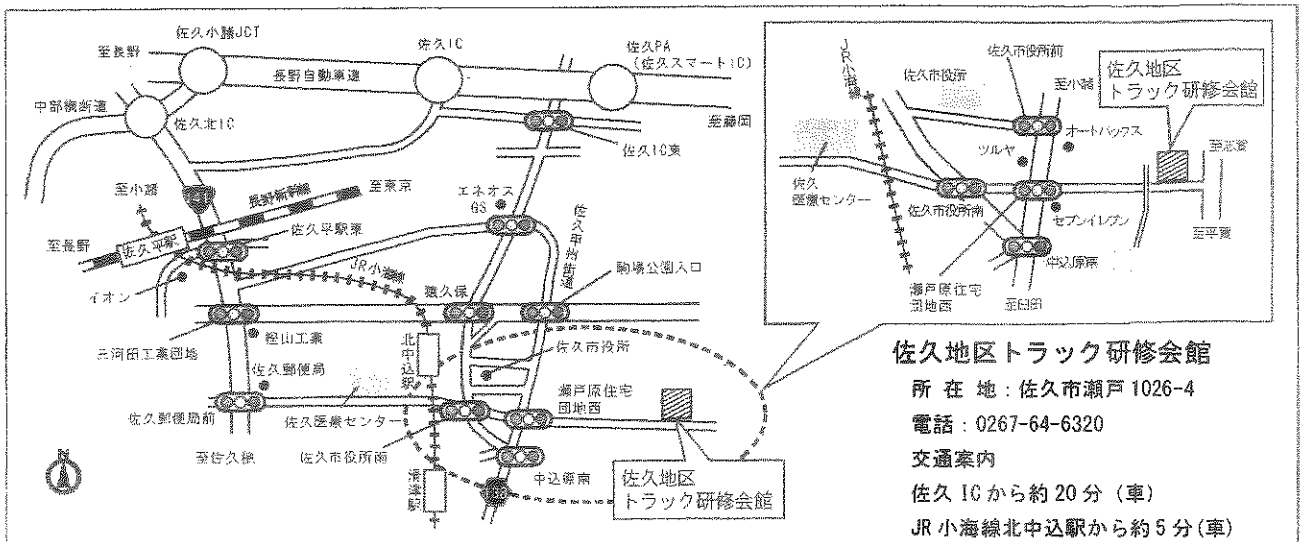 佐久小諸JCT
至長野
長野自動車道
佐久IC
佐久PA
(佐久スマートIC)
中部横断道
佐久北IC
至藤岡
佐久IC東
至小諸
長野新幹線
至東京
エネオス
GS
佐久甲州街道
至長野
佐久平駅
佐久平駅東
イオン
JR小海線
猿久保
駒場公園入口
三河田工業団地
樫山工業
北中込駅
佐久市役所
佐久郵便局
瀬戸原住宅
団地西
佐久郵便局前
佐久医療センター
至佐久穂
佐久市役所南
滑津駅
中込原南
佐久地区
トラック研修会館
JR小海線
佐久市役所前
佐久市役所
至小諸
佐久地区
トラック研修会館
オートバックス
ツルヤ
至志賀
佐久
医療センター
佐久市役所南
セブンイレブン
至平賀
中込原南
瀬戸原住宅
団地西
至臼田
佐久地区トラック研修会館
所在地：佐久市瀬戸1026-4
電話：0267-64-6320
交通案内
佐久ICから約20分（車）
JR小海線北中込駅から約5分(車)